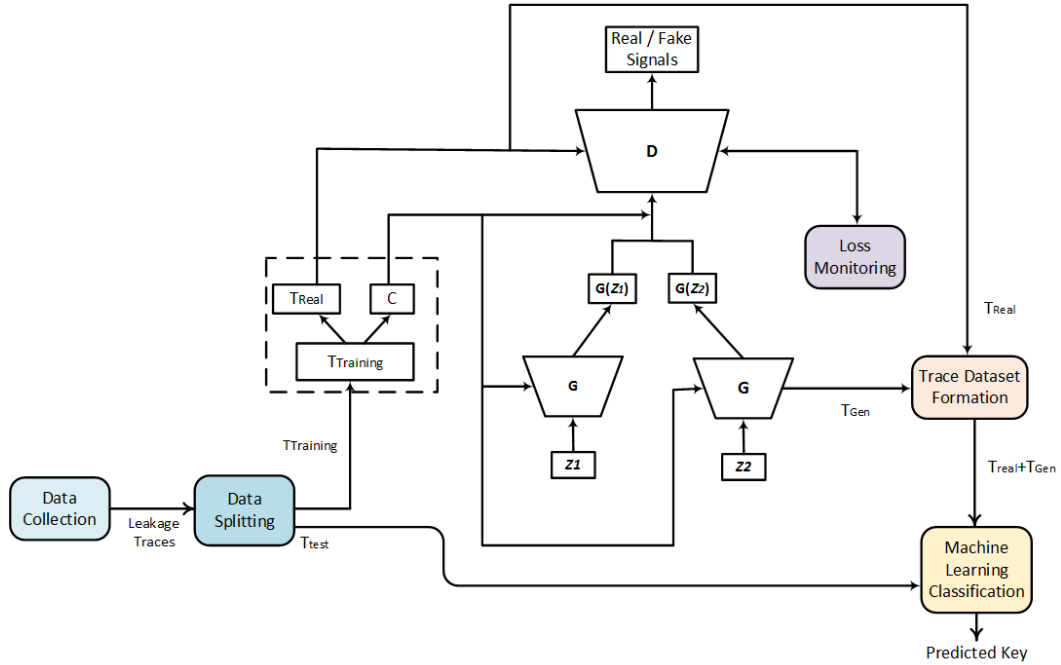 Real / Fake
Signals
D
Loss
Monitoring
TReal
C
TTraining
G(Z1)
G(Z2)
TReal
G
G
Z1
Z2
TGen
Trace Dataset
Formation
TTraining
Treal+TGen
Data
Collection
Leakage
Traces
Data
Splitting
Ttest
Machine
Learning
Classification
Predicted Key